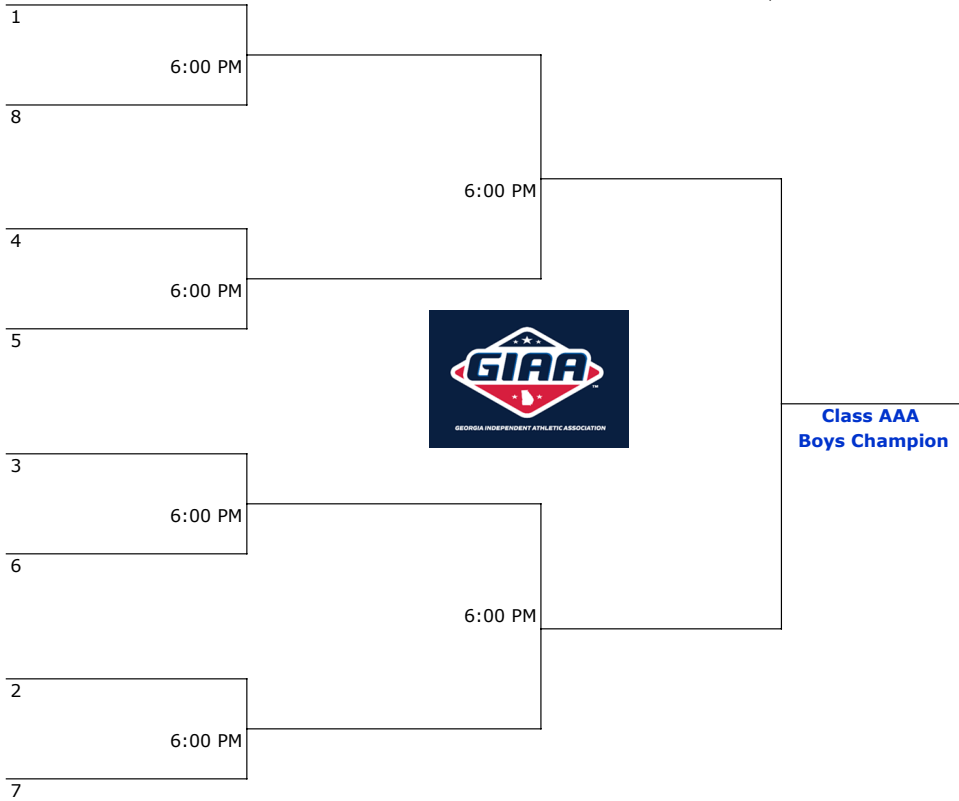 1
6:00 PM
8
6:00 PM
4
6:00 PM
5
GIAA
™
GEORGIA INDEPENDENT ATHLETIC ASSOCIATION
Class AAA
Boys Champion
3
6:00 PM
6
6:00 PM
2
6:00 PM
7